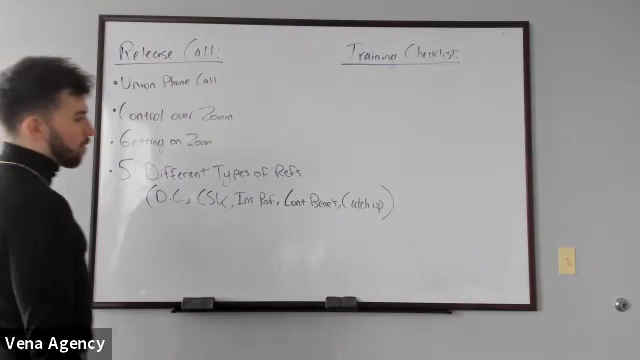 Release Call:
Training Checklist:
• Union Phone Call
• Control over Zoom
• Getting on Zoom
• 5 Different Types of Refs
(D.C., CSK, Ins Pof, Cont Bene's, Catch up)
Vena Agency